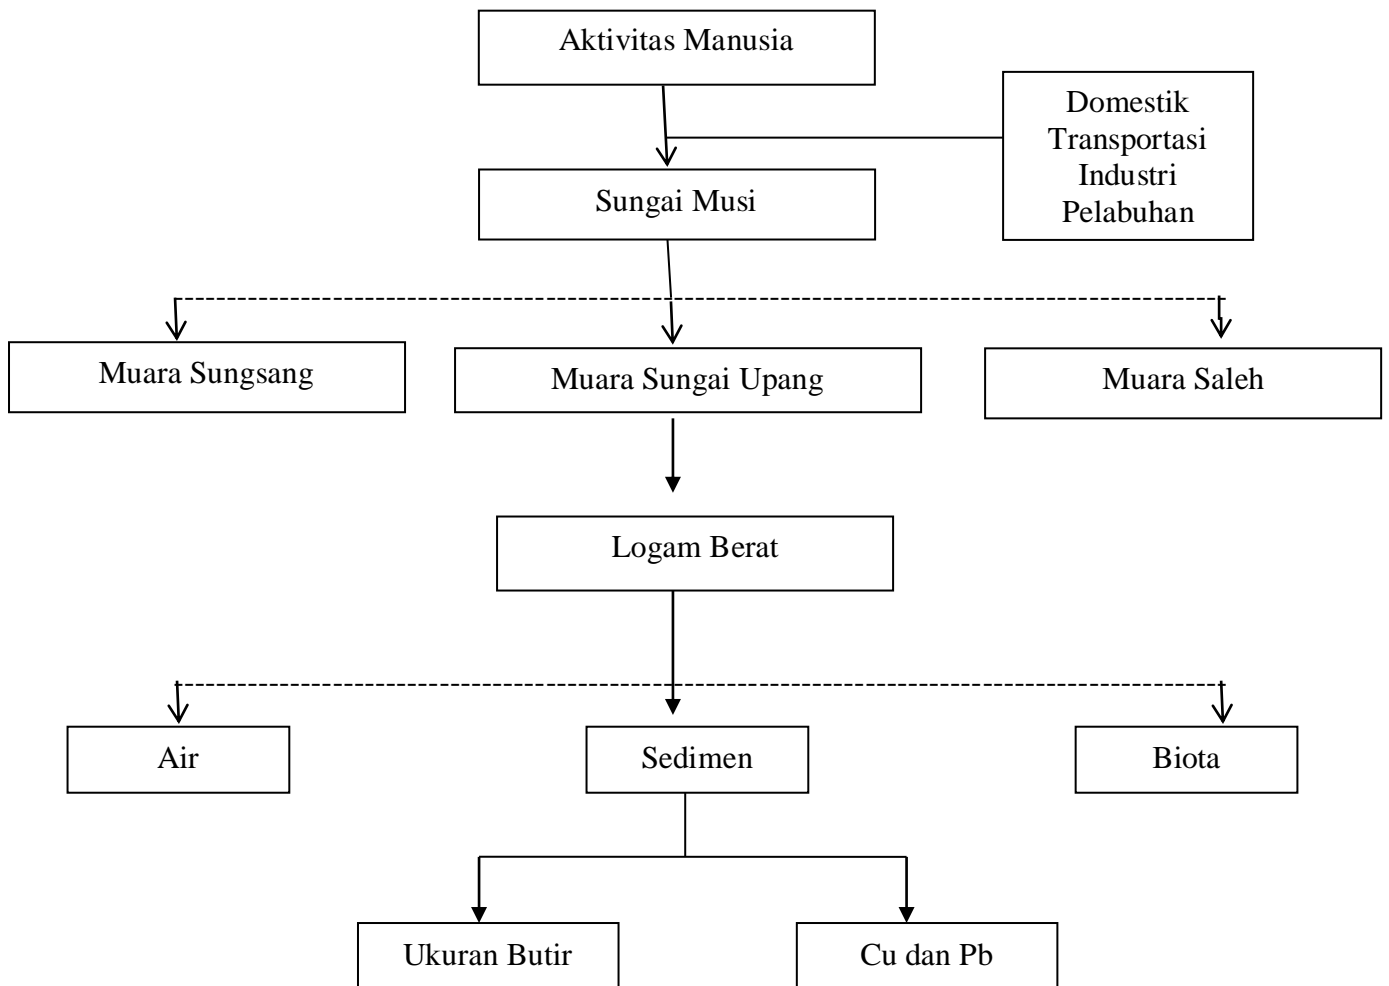 Aktivitas Manusia
Domestik
Transportasi
Industri
Pelabuhan
Sungai Musi
Muara Sungsang
Muara Sungai Upang
Muara Saleh
Logam Berat
Air
Sedimen
Biota
Ukuran Butir
Cu dan Pb